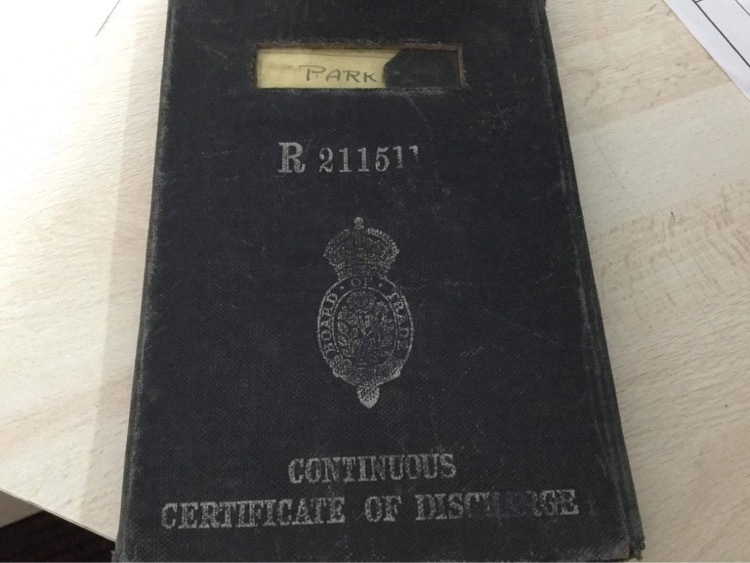 PARK
R 211511
BOARD · OF · TRADE
CONTINUOUS
CERTIFICATE OF DISCHARGE